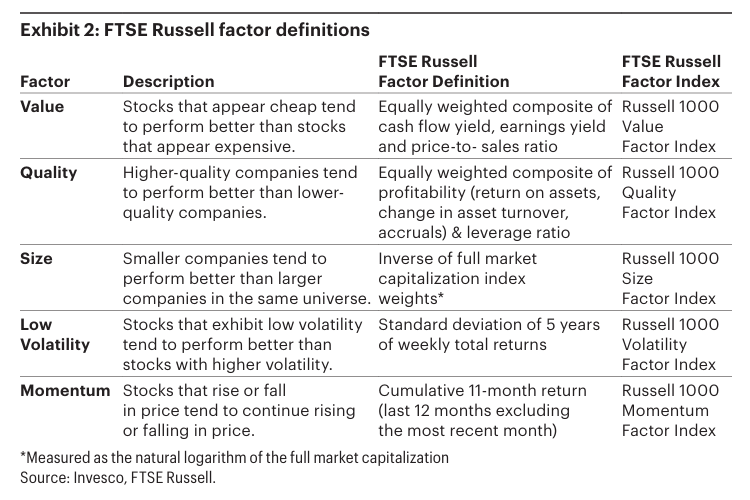 Exhibit 2: FTSE Russell factor definitions
Factor Description FTSE Russell Factor Definition FTSE Russell Factor Index
Value Stocks that appear cheap tend Equally weighted composite of Russell 1000
to perform better than stocks cash flow yield, earnings yield Value
that appear expensive. and price-to- sales ratio Factor Index
Quality Higher-quality companies tend Equally weighted composite of Russell 1000
to perform better than lower- profitability (return on assets, Quality
quality companies. change in asset turnover, Factor Index
accruals) & leverage ratio
Size Smaller companies tend to Inverse of full market Russell 1000
perform better than larger capitalization index Size
companies in the same universe. weights* Factor Index
Low Stocks that exhibit low volatility Standard deviation of 5 years Russell 1000
Volatility tend to perform better than of weekly total returns Volatility
stocks with higher volatility. Factor Index
Momentum Stocks that rise or fall Cumulative 11-month return Russell 1000
in price tend to continue rising (last 12 months excluding Momentum
or falling in price. the most recent month) Factor Index
*Measured as the natural logarithm of the full market capitalization
Source: Invesco, FTSE Russell.